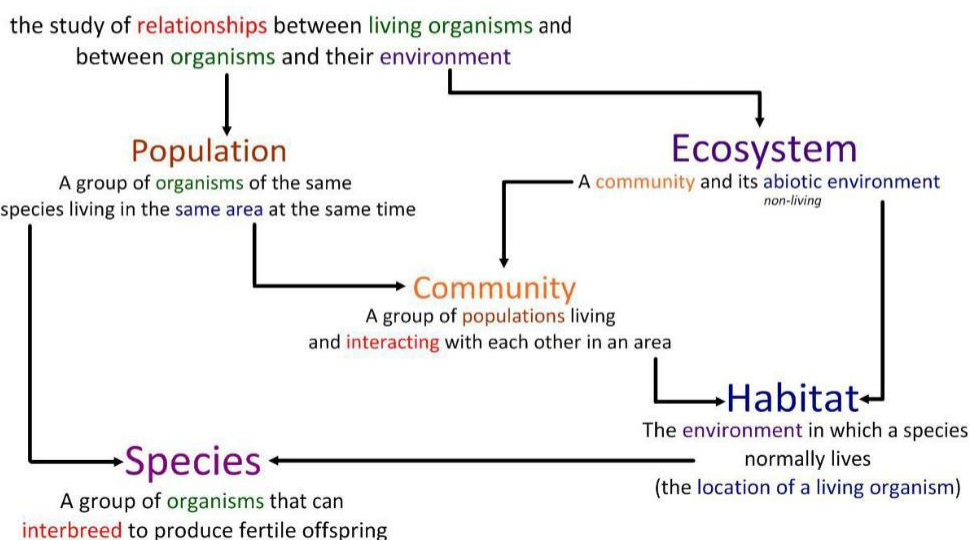 the study of relationships between living organisms and
between organisms and their environment
Population
A group of organisms of the same
species living in the same area at the same time
Ecosystem
A community and its abiotic environment
non-living
Community
A group of populations living
and interacting with each other in an area
Habitat
The environment in which a species
normally lives
(the location of a living organism)
Species
A group of organisms that can
interbreed to produce fertile offspring